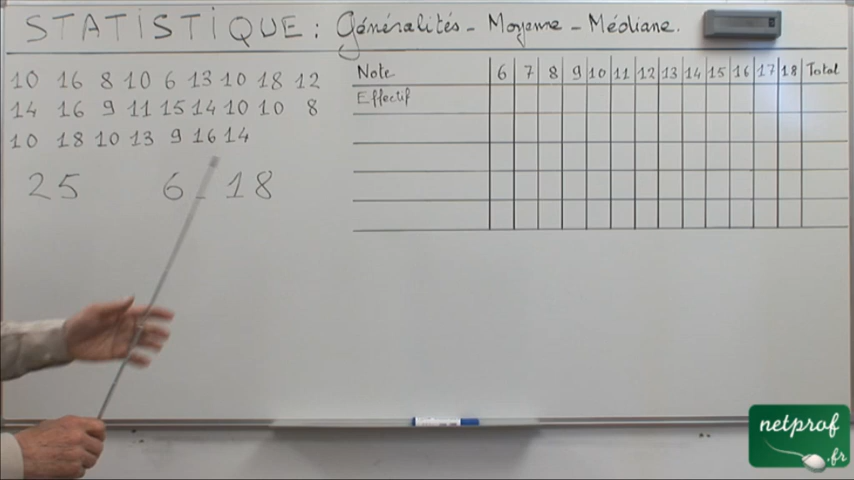 STATISTIQUE : Généralités - Moyenne - Médiane.
10 16 8 10 6 13 10 18 12
14 16 9 11 15 14 10 10 8
10 18 10 13 9 16 14
25 6 - 18
Note 6 7 8 9 10 11 12 13 14 15 16 17 18 Total
Effectif
netprof
.fr